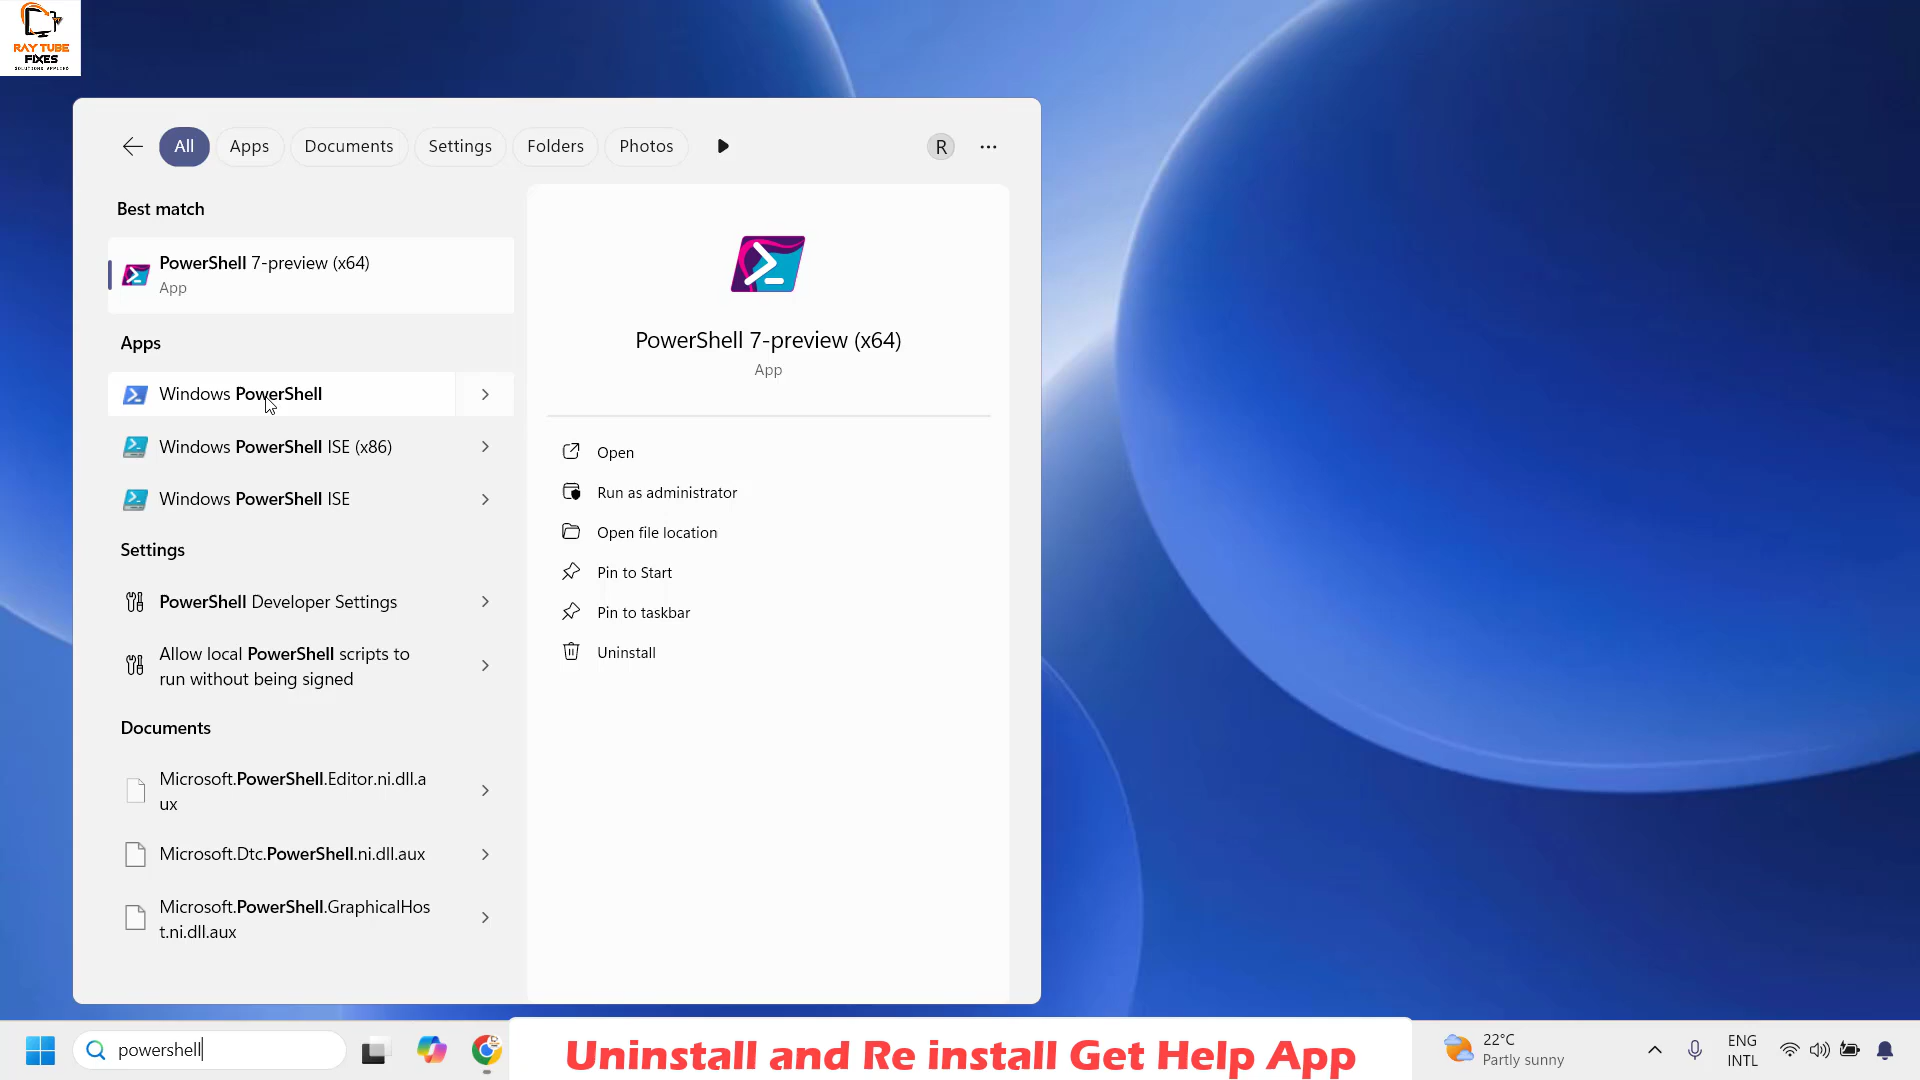 RAY TUBE
FIXES
SOLUTIONS APPLIED
All
Apps
Documents
Settings
Folders
Photos
R
Best match
PowerShell 7-preview (x64)
App
Apps
Windows PowerShell
Windows PowerShell ISE (x86)
Windows PowerShell ISE
Settings
PowerShell Developer Settings
Allow local PowerShell scripts to
run without being signed
Documents
Microsoft.PowerShell.Editor.ni.dll.a
ux
Microsoft.Dtc.PowerShell.ni.dll.aux
Microsoft.PowerShell.GraphicalHos
t.ni.dll.aux
PowerShell 7-preview (x64)
App
Open
Run as administrator
Open file location
Pin to Start
Pin to taskbar
Uninstall
powershell
Uninstall and Re install Get Help App
22°C
Partly sunny
ENG
INTL